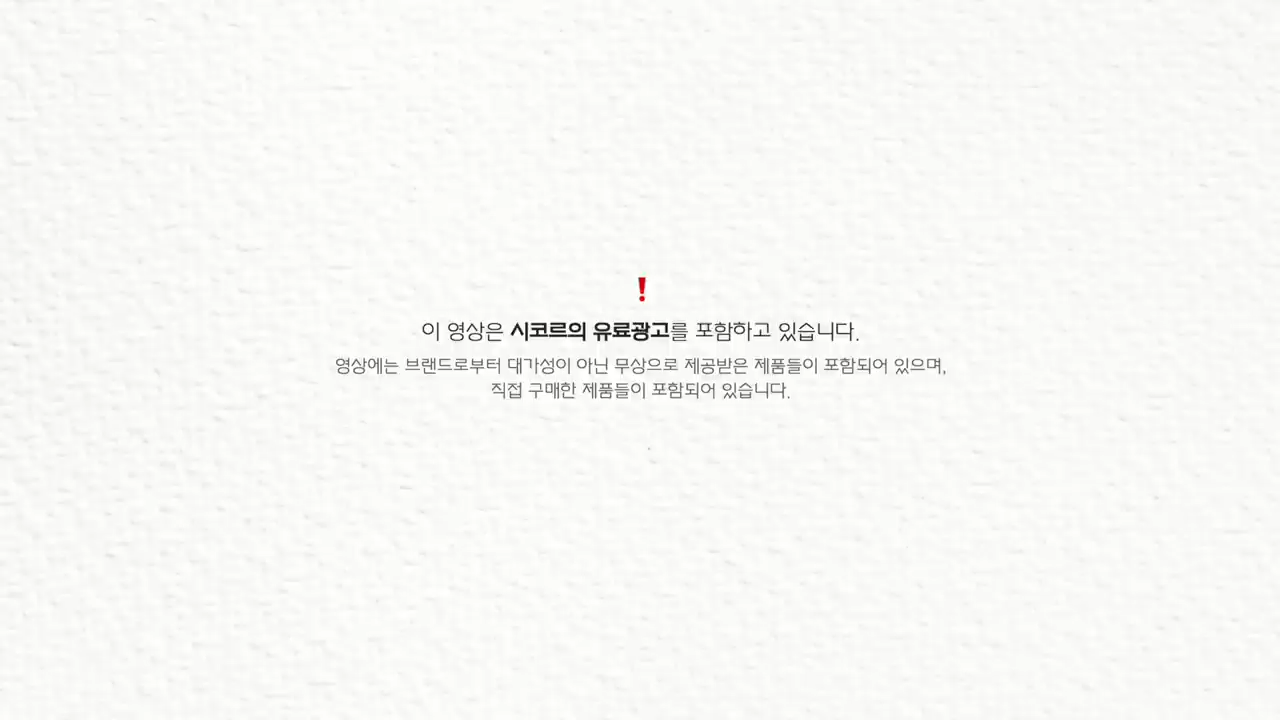 !
이 영상은 시코르의 유료광고를 포함하고 있습니다.
영상에는 브랜드로부터 대가성이 아닌 무상으로 제공받은 제품들이 포함되어 있으며,
직접 구매한 제품들이 포함되어 있습니다.